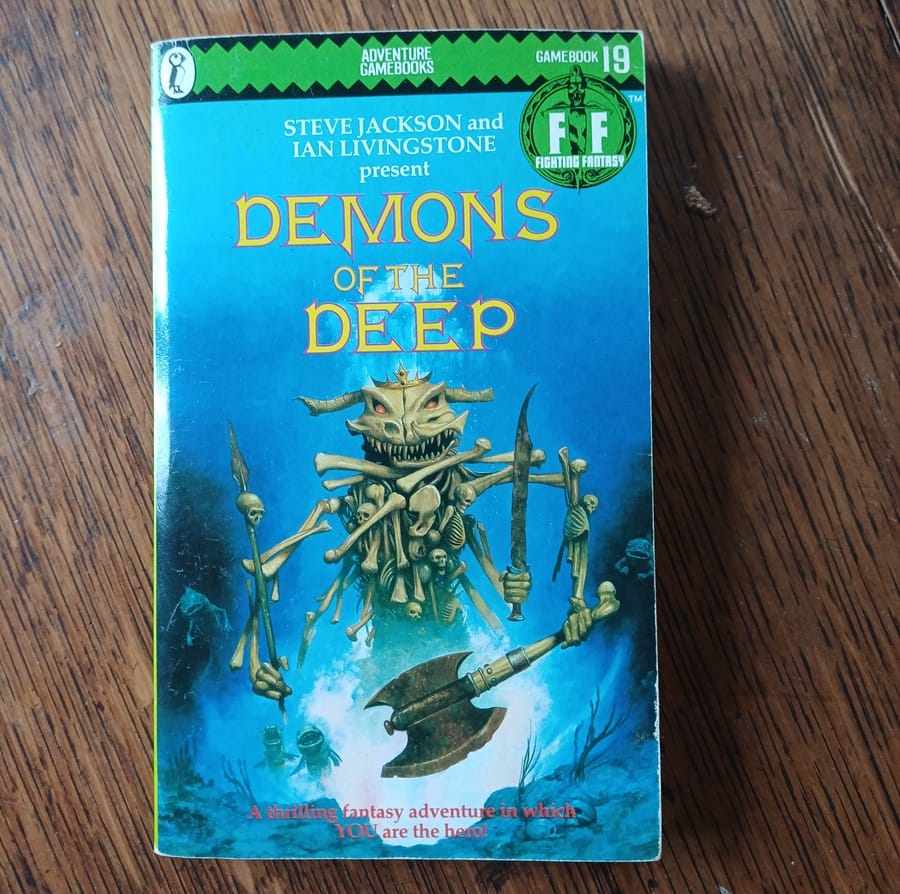 ADVENTURE
GAMEBOOKS
GAMEBOOK 19
TM
F F
FIGHTING FANTASY
STEVE JACKSON and
IAN LIVINGSTONE
present
DEMONS
OF THE
DEEP
A thrilling fantasy adventure in which
YOU are the hero!